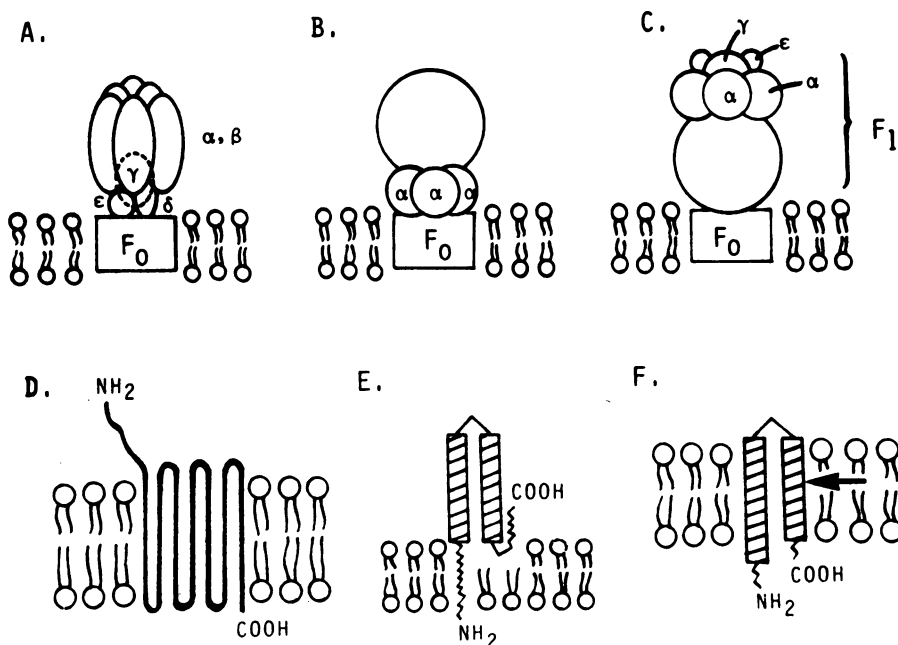 A.
α, β
γ
ε
δ
F₀
B.
α
α
α
F₀
C.
γ
ε
α
α
F₁
F₀
D.
NH₂
COOH
E.
COOH
NH₂
F.
COOH
NH₂